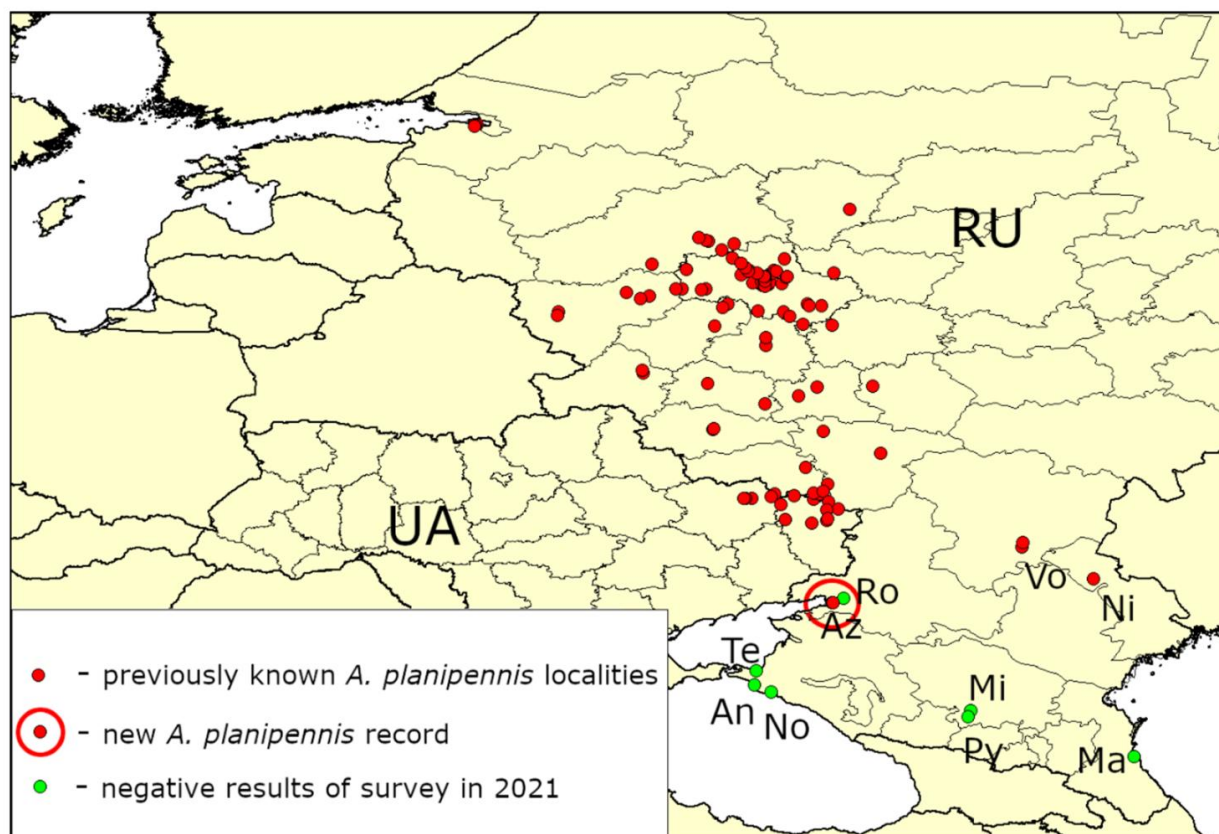 RU
UA
Vo
Ni
Ro
Az
Te
An
No
Mi
Py
Ma
- previously known A. planipennis localities
- new A. planipennis record
- negative results of survey in 2021